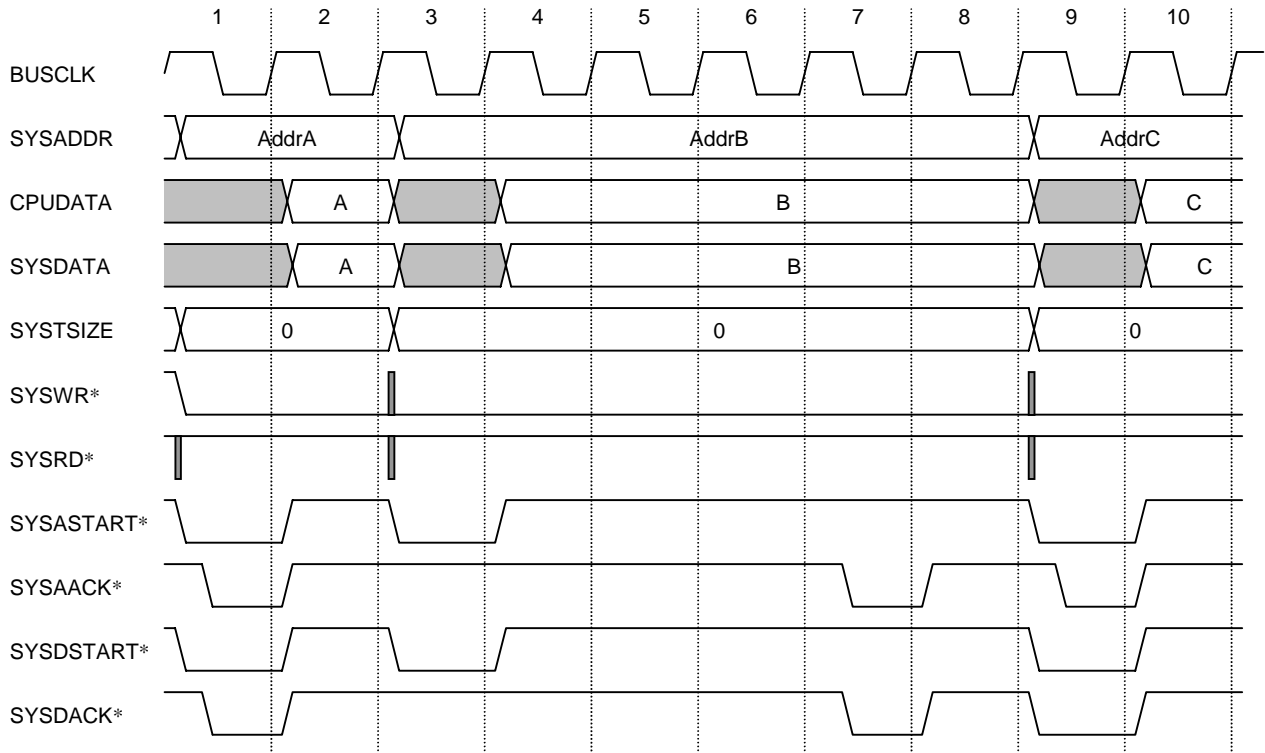 1 2 3 4 5 6 7 8 9 10
BUSCLK
SYSADDR AddrA AddrB AddrC
CPUDATA A B C
SYSDATA A B C
SYSTSIZE 0 0 0
SYSWR*
SYSRD*
SYSASTART*
SYSAACK*
SYSDSTART*
SYSDACK*